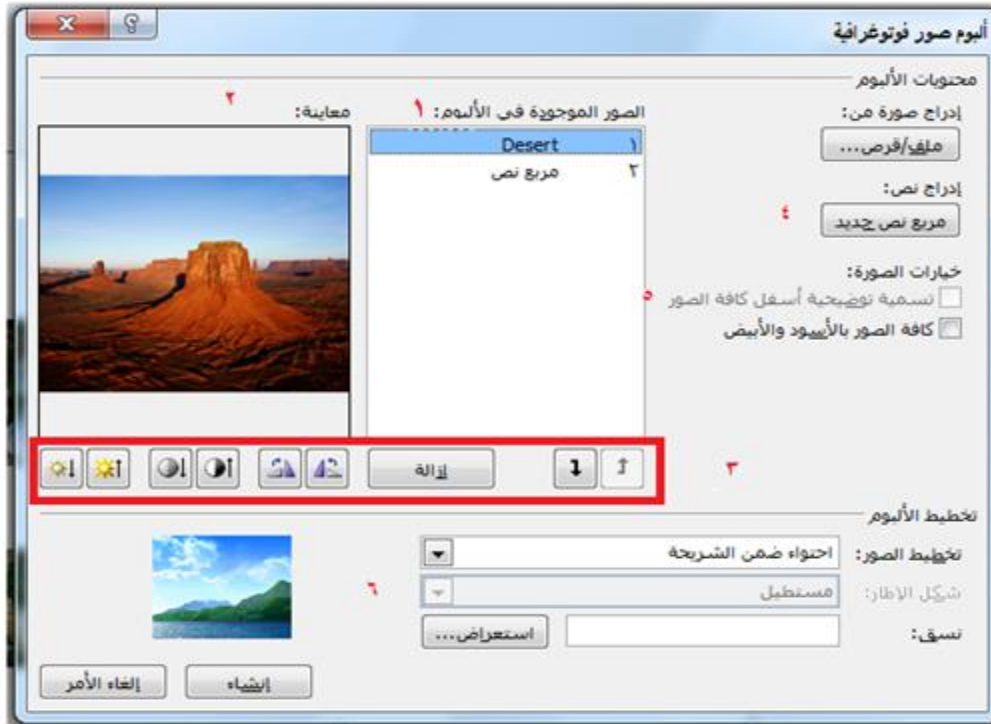 ألبوم صور فوتوغرافية
محتويات الألبوم
إدراج صورة من:
ملف/قرص...
إدراج نص:
مربع نص جديد
٤
خيارات الصورة:
تسمية توضيحية أسفل كافة الصور
٥
كافة الصور بالأسود والأبيض
الصور الموجودة في الألبوم:
١
١ Desert
٢ مربع نص
معاينة:
٢
إزالة
٣
تخطيط الألبوم
تخطيط الصور: احتواء ضمن الشريحة
شكل الإطار: مستطيل
٦
نسق: استعراض...
إنشاء
إلغاء الأمر